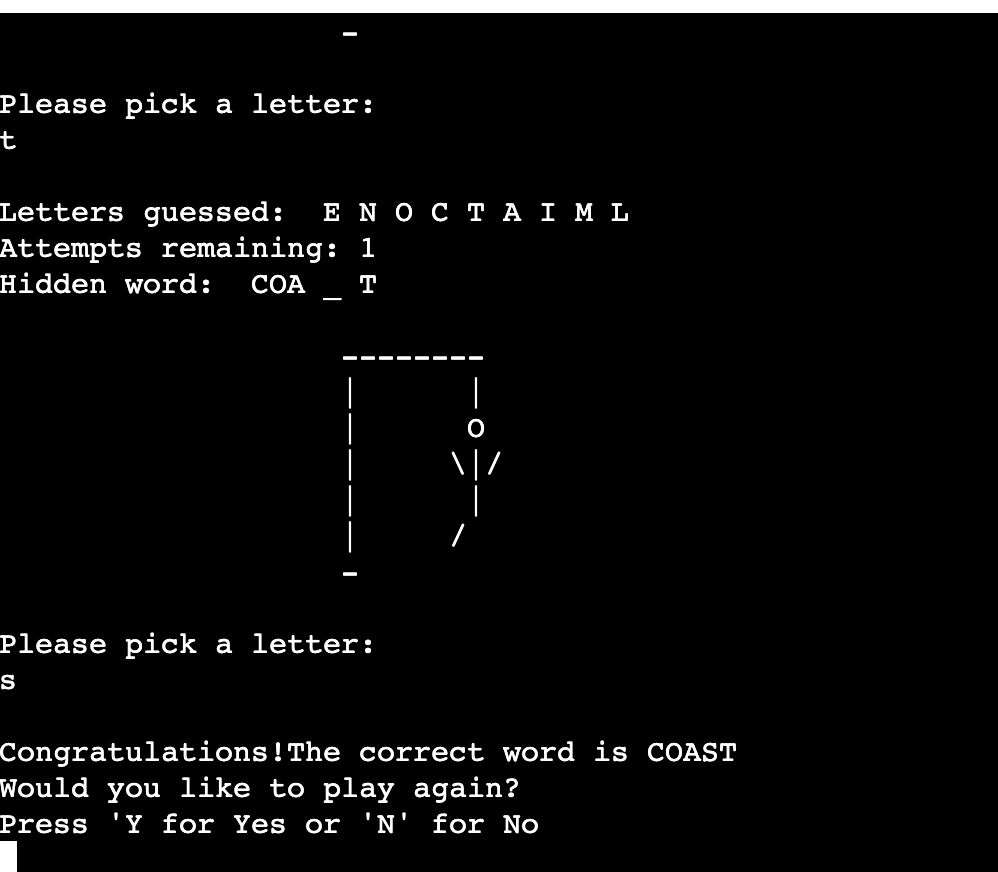 -
Please pick a letter:
t
Letters guessed:  E N O C T A I M L
Attempts remaining: 1
Hidden word:  COA _ T
--------
|      |
|      O
|     \|/
|      |
|     /
-
Please pick a letter:
s
Congratulations!The correct word is COAST
Would you like to play again?
Press 'Y for Yes or 'N' for No